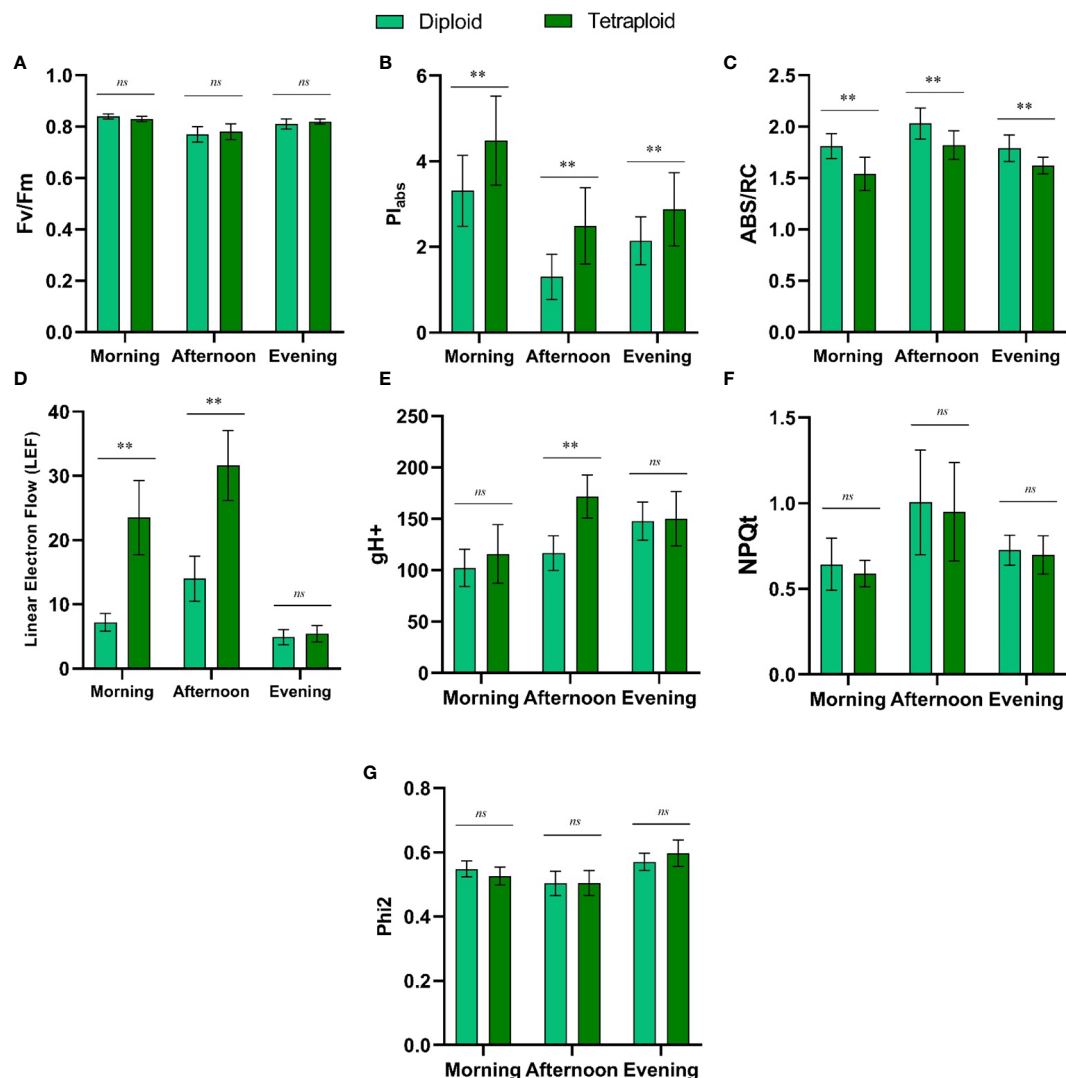 Diploid Tetraploid
A
ns ns ns
Fv/Fm
1.0
0.8
0.6
0.4
0.2
0.0
Morning Afternoon Evening
B
** ** **
PIabs
6
4
2
0
Morning Afternoon Evening
C
** ** **
ABS/RC
2.5
2.0
1.5
1.0
0.5
0.0
Morning Afternoon Evening
D
** ** ns
Linear Electron Flow (LEF)
40
30
20
10
0
Morning Afternoon Evening
E
ns ** ns
gH+
250
200
150
100
50
0
Morning Afternoon Evening
F
ns ns ns
NPQt
1.5
1.0
0.5
0.0
Morning Afternoon Evening
G
ns ns ns
Phi2
0.8
0.6
0.4
0.2
0.0
Morning Afternoon Evening